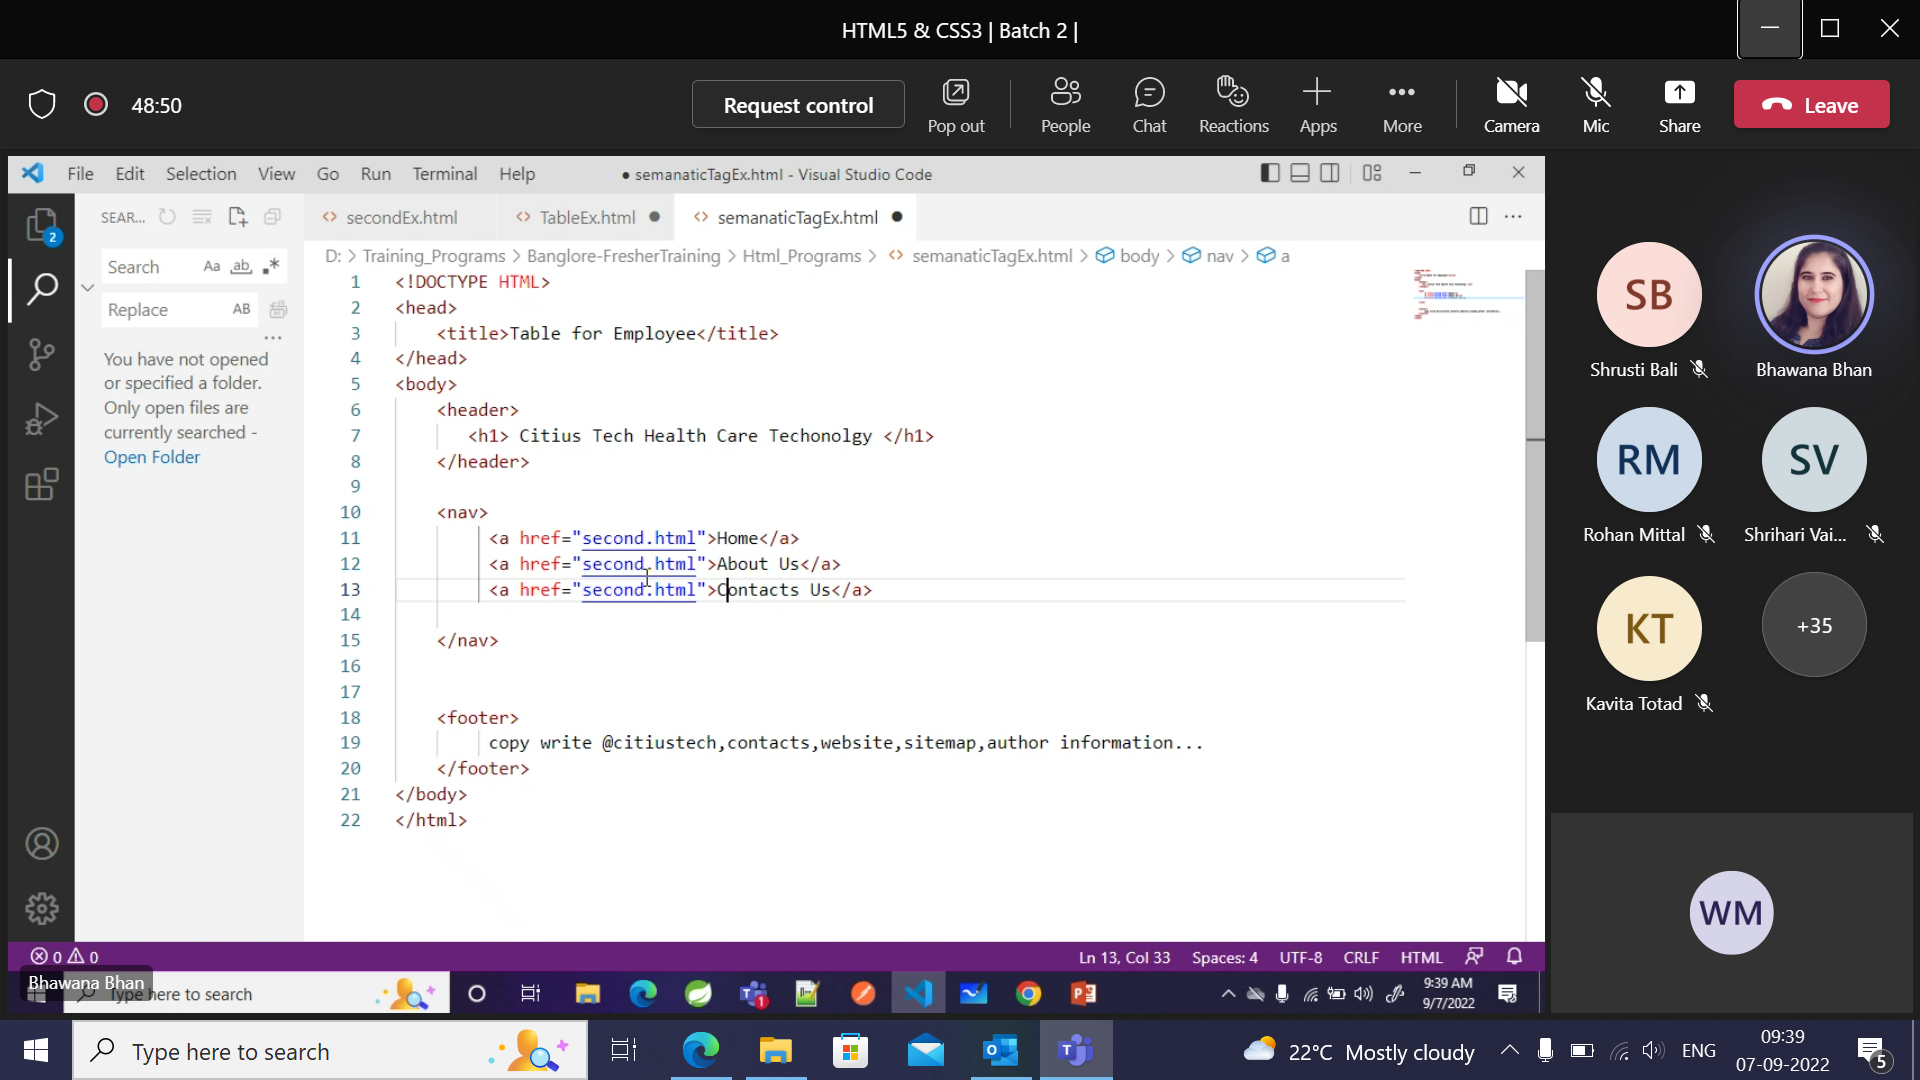 HTML5 & CSS3 | Batch 2 |
48:50
Request control
Pop out
People
Chat
Reactions
Apps
More
Camera
Mic
Share
Leave
File Edit Selection View Go Run Terminal Help
● semanaticTagEx.html - Visual Studio Code
SEAR...
secondEx.html
TableEx.html
semanaticTagEx.html
D: > Training_Programs > Banglore-FresherTraining > Html_Programs > <> semanaticTagEx.html > body > nav > a
2
Search
Aa ab .*
Replace
AB
...
You have not opened
or specified a folder.
Only open files are
currently searched -
Open Folder
1 <!DOCTYPE HTML>
2 <head>
3 <title>Table for Employee</title>
4 </head>
5 <body>
6 <header>
7 <h1> Citius Tech Health Care Techonolgy </h1>
8 </header>
9
10 <nav>
11 <a href="second.html">Home</a>
12 <a href="second.html">About Us</a>
13 <a href="second.html">Contacts Us</a>
14
15 </nav>
16
17
18 <footer>
19 copy write @citiustech,contacts,website,sitemap,author information...
20 </footer>
21 </body>
22 </html>
0 0
Ln 13, Col 33
Spaces: 4
UTF-8
CRLF
HTML
Bhawana Bhan
Type here to search
1
9:39 AM
9/7/2022
SB
Shrusti Bali
Bhawana Bhan
RM
Rohan Mittal
SV
Shrihari Vai...
KT
Kavita Totad
+35
WM
Type here to search
22°C Mostly cloudy
ENG
09:39
07-09-2022
5